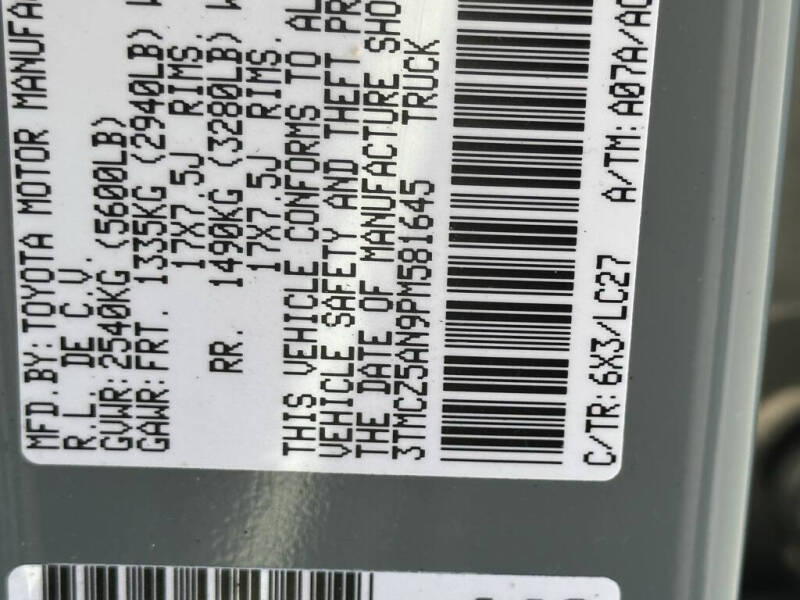 MFD.BY:TOYOTA MOTOR MANUFA
R.L. DE C.V.
GVWR:2540KG (5600LB)
GAWR:FRT. 1335KG (2940LB) W
17X7.5J RIMS.
RR. 1490KG (3280LB) W
17X7.5J RIMS.
THIS VEHICLE CONFORMS TO AL
VEHICLE SAFETY AND THEFT PR
THE DATE OF MANUFACTURE SHO
3TMCZ5AN9PM581645 TRUCK
C/TR:6X3/LC27 A/TM:A07A/AC